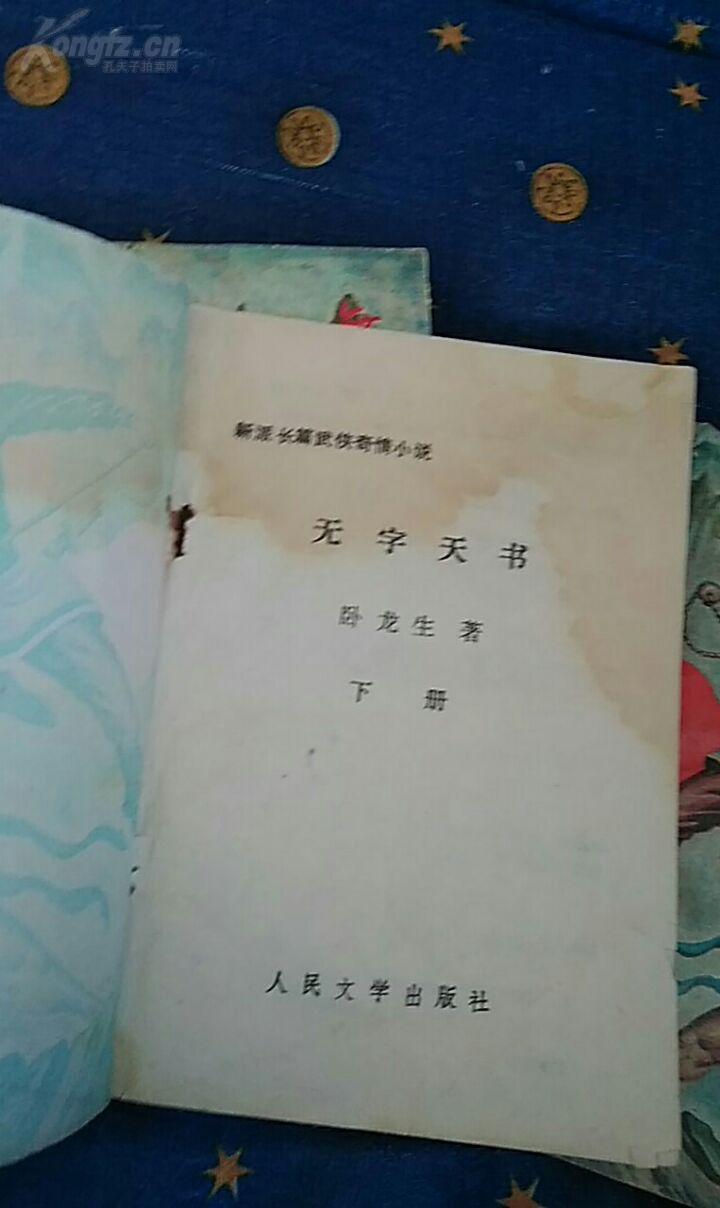 Kongfz.cn
孔夫子拍卖网
新派长篇武侠奇情小说
无字天书
卧龙生 著
下册
人民文学出版社